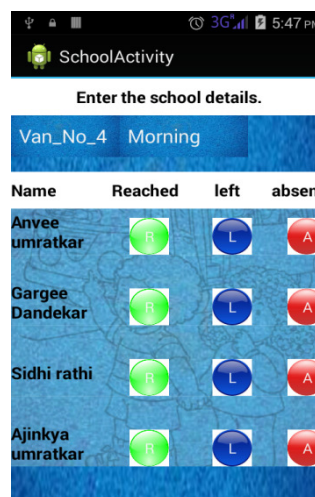 3G 5:47 PM
SchoolActivity
Enter the school details.
Van_No_4 Morning
Name Reached left absen
Anvee
umratkar R L A
Gargee
Dandekar R L A
Sidhi rathi R L A
Ajinkya
umratkar R L A